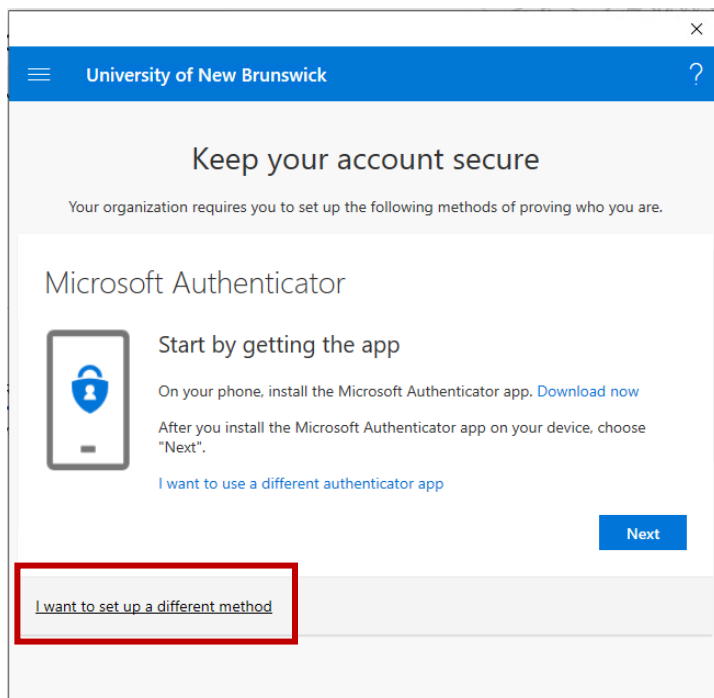 University of New Brunswick
?
Keep your account secure
Your organization requires you to set up the following methods of proving who you are.
Microsoft Authenticator
Start by getting the app
On your phone, install the Microsoft Authenticator app. Download now
After you install the Microsoft Authenticator app on your device, choose
"Next".
I want to use a different authenticator app
Next
I want to set up a different method